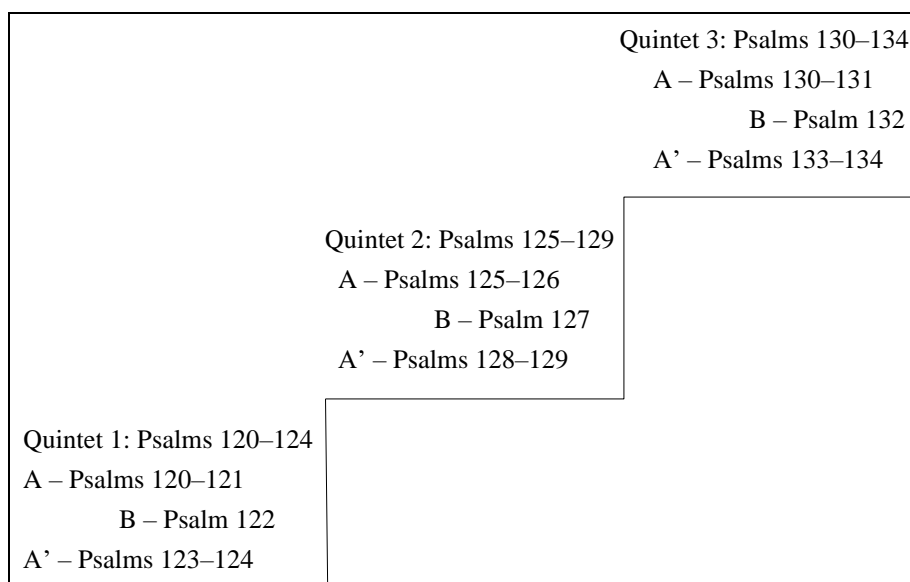 Quintet 3: Psalms 130–134
A – Psalms 130–131
B – Psalm 132
A’ – Psalms 133–134
Quintet 2: Psalms 125–129
A – Psalms 125–126
B – Psalm 127
A’ – Psalms 128–129
Quintet 1: Psalms 120–124
A – Psalms 120–121
B – Psalm 122
A’ – Psalms 123–124